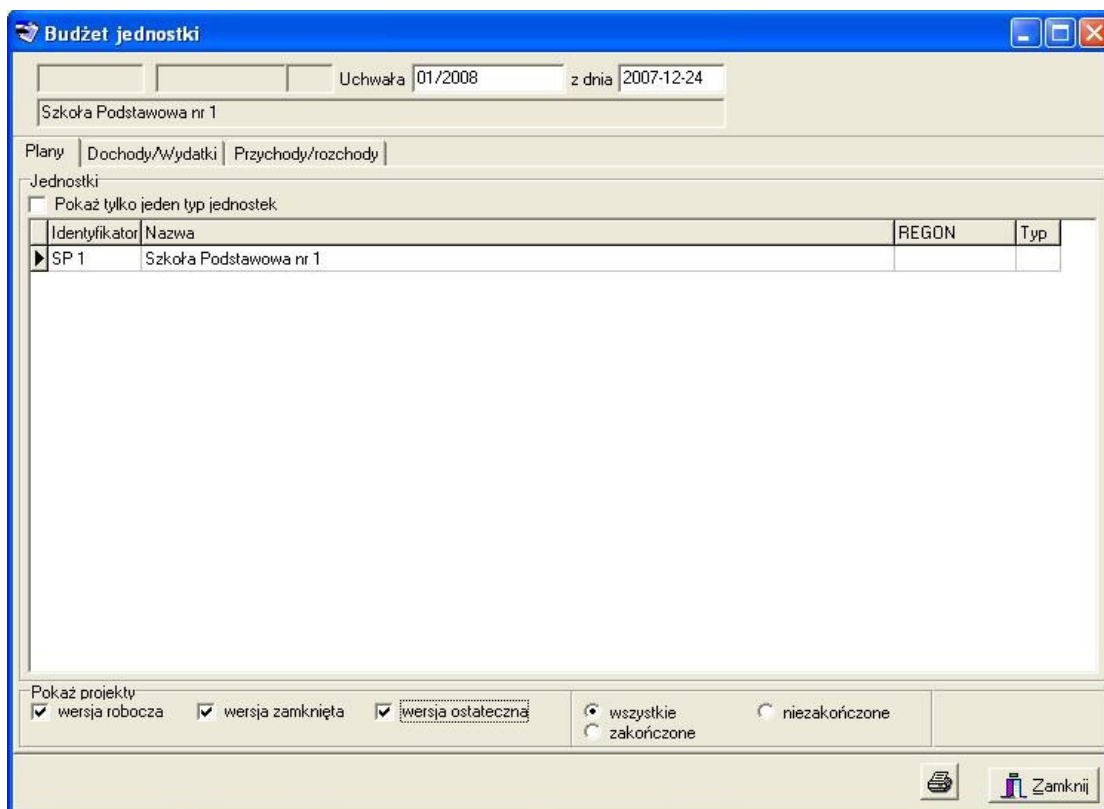 Budżet jednostki
Uchwała 01/2008 z dnia 2007-12-24
Szkoła Podstawowa nr 1
Plany Dochody/Wydatki Przychody/rozchody
Jednostki
Pokaż tylko jeden typ jednostek
Identyfikator Nazwa REGON Typ
SP 1 Szkoła Podstawowa nr 1
Pokaż projekty
wersja robocza wersja zamknięta wersja ostateczna wszystkie niezakończone
zakończone
Zamknij